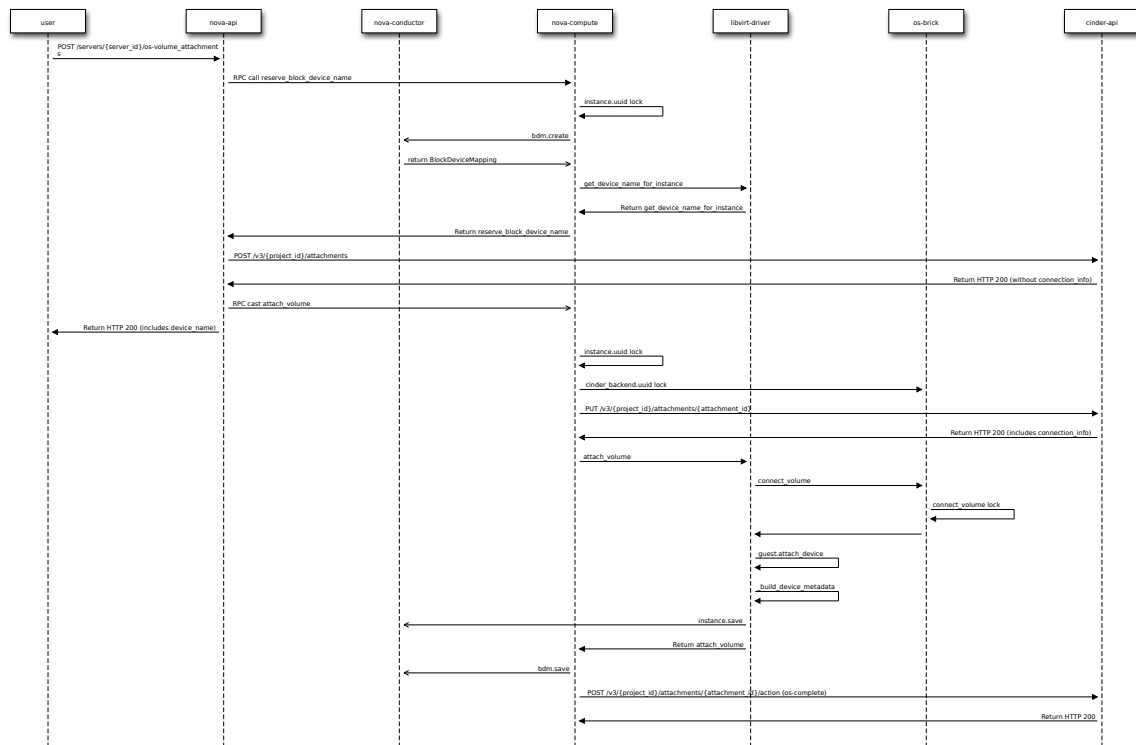 user
nova-api
nova-conductor
nova-compute
libvirt-driver
os-brick
cinder-api
POST /servers/{server_id}/os-volume_attachment
s
RPC call reserve_block_device_name
instance.uuid lock
bdm.create
return BlockDeviceMapping
get_device_name_for_instance
Return get_device_name_for_instance
Return reserve_block_device_name
POST /v3/{project_id}/attachments
Return HTTP 200 (without connection_info)
RPC cast attach_volume
Return HTTP 200 (includes device_name)
instance.uuid lock
cinder_backend.uuid lock
PUT /v3/{project_id}/attachments/{attachment_id}
Return HTTP 200 (includes connection_info)
attach_volume
connect_volume
connect_volume lock
guest.attach_device
_build_device_metadata
instance.save
Return attach_volume
bdm.save
POST /v3/{project_id}/attachments/{attachment_id}/action (os-complete)
Return HTTP 200